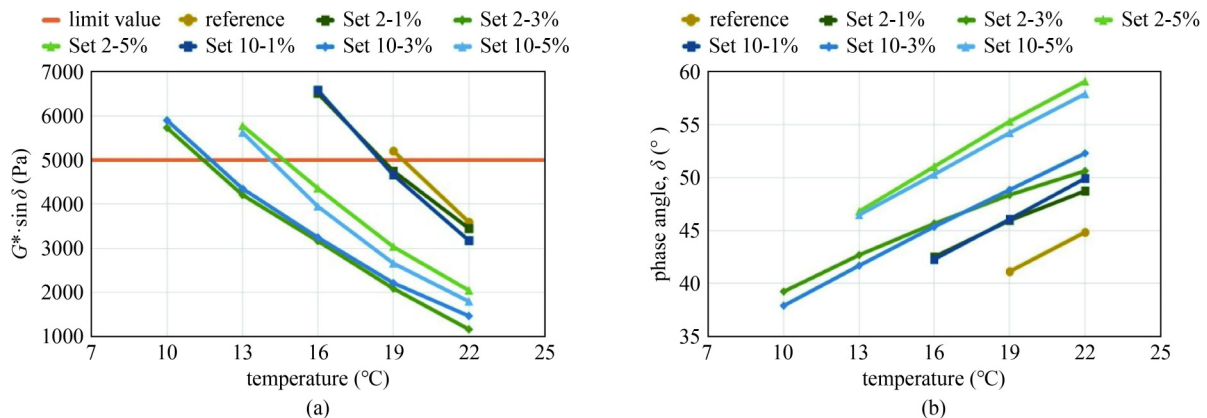 limit value reference Set 2-1% Set 2-3%
Set 2-5% Set 10-1% Set 10-3% Set 10-5%
7000
6000
5000
4000
3000
2000
1000
G* · sin δ (Pa)
7 10 13 16 19 22 25
temperature (°C)
(a)
reference Set 2-1% Set 2-3% Set 2-5%
Set 10-1% Set 10-3% Set 10-5%
60
55
50
45
40
35
phase angle, δ (°
7 10 13 16 19 22 25
temperature (°C)
(b)